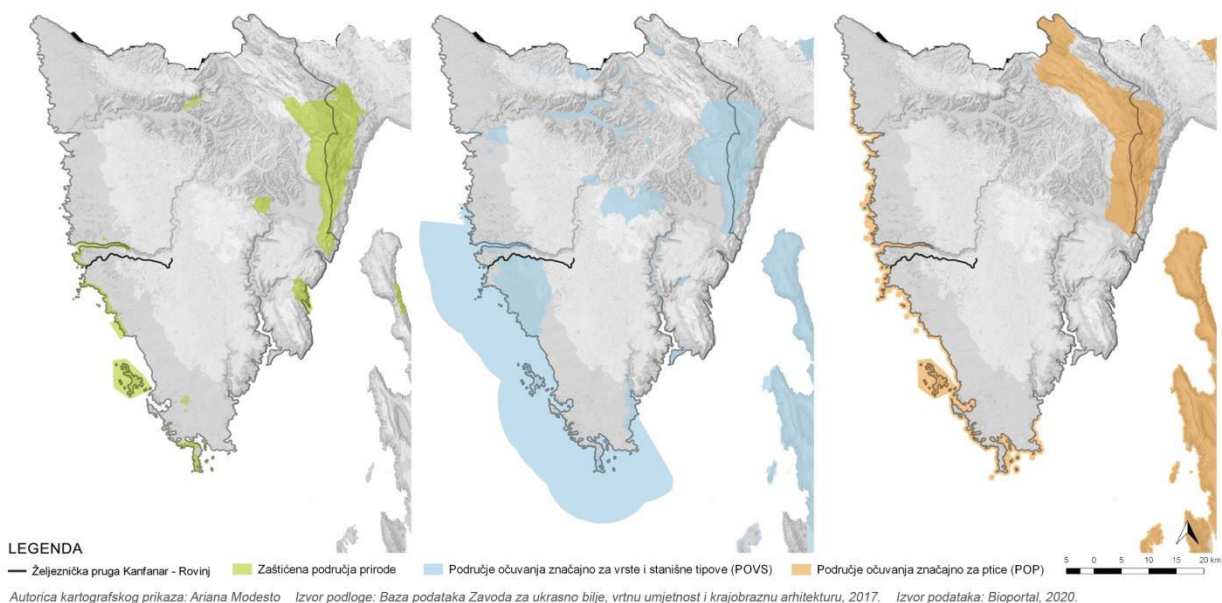 LEGENDA
Željeznička pruga Kanfanar - Rovinj Zaštićena područja prirode Područje očuvanja značajno za vrste i stanišne tipove (POVS) Područje očuvanja značajno za ptice (POP) 5 0 5 10 15 20 km
Autorica kartografskog prikaza: Ariana Modesto Izvor podloge: Baza podataka Zavoda za ukrasno bilje, vrtnu umjetnost i krajobraznu arhitekturu, 2017. Izvor podataka: Bioportal, 2020.